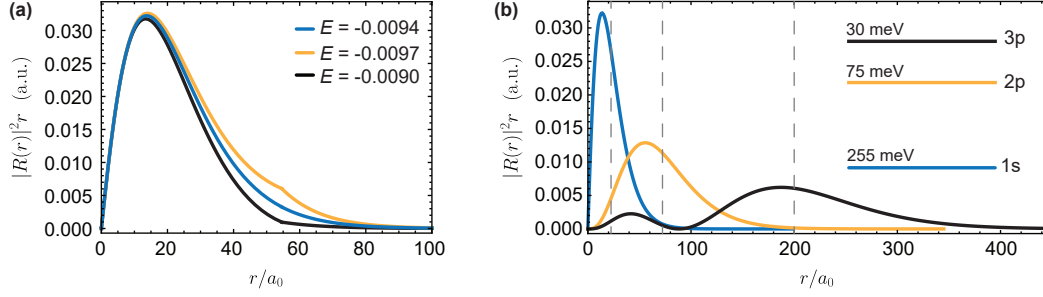 (a)
|R(r)|²r (a.u.)
0.030
0.025
0.020
0.015
0.010
0.005
0.000
E = -0.0094
E = -0.0097
E = -0.0090
0 20 40 60 80 100
r/a₀
(b)
|R(r)|²r (a.u.)
0.030
0.025
0.020
0.015
0.010
0.005
0.000
30 meV 3p
75 meV 2p
255 meV 1s
0 100 200 300 400
r/a₀